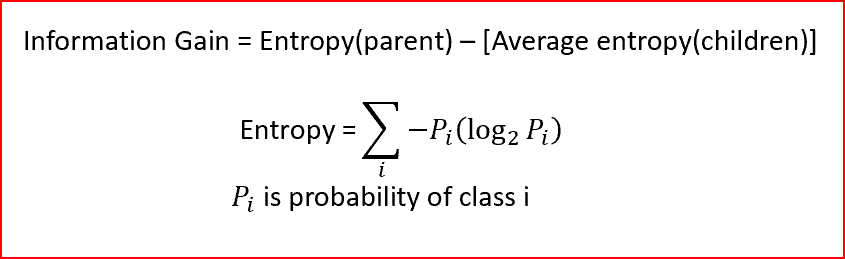 Information Gain = Entropy(parent) – [Average entropy(children)]
Entropy = ∑ᵢ −Pᵢ(log₂ Pᵢ)
Pᵢ is probability of class i